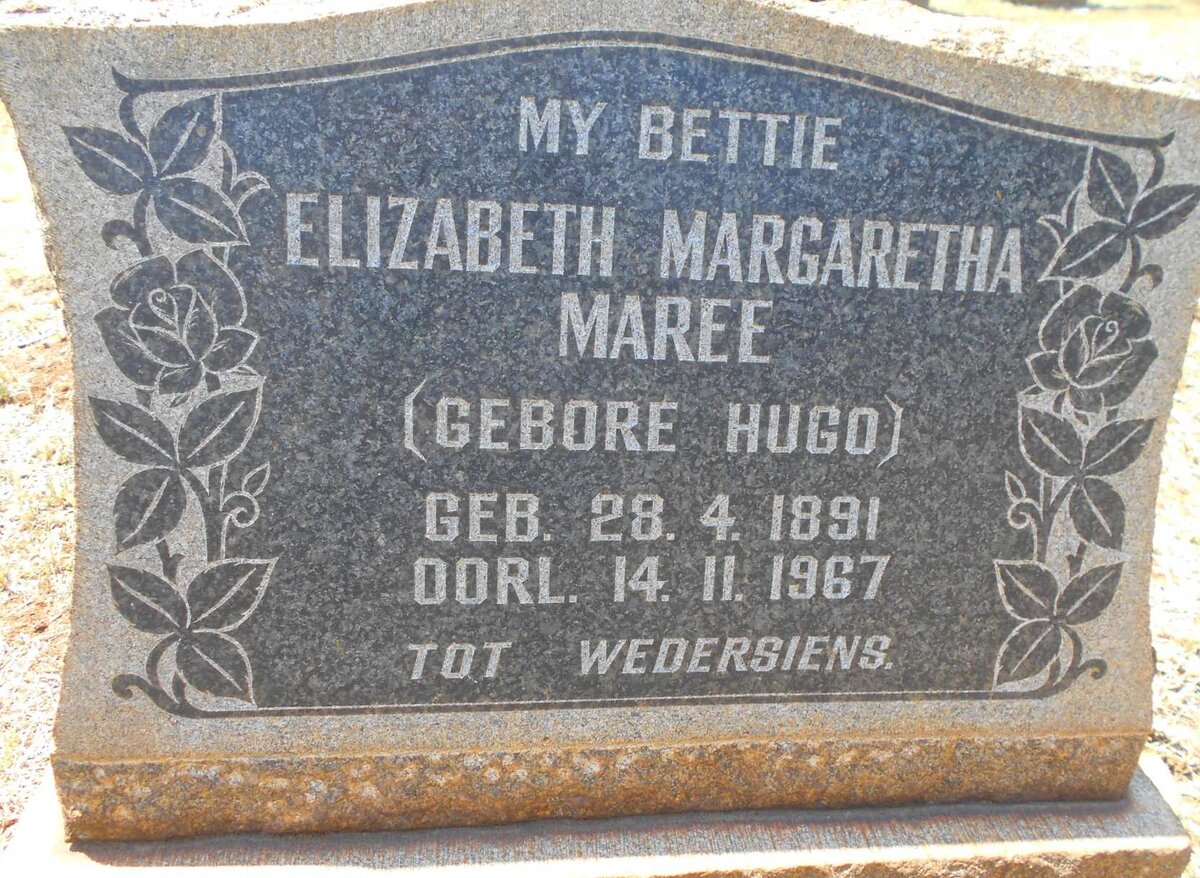 MY BETTIE
ELIZABETH MARGARETHA
MAREE
(GEBORE HUGO)
GEB. 28. 4. 1891
OORL. 14. 11. 1967
TOT WEDERSIENS.